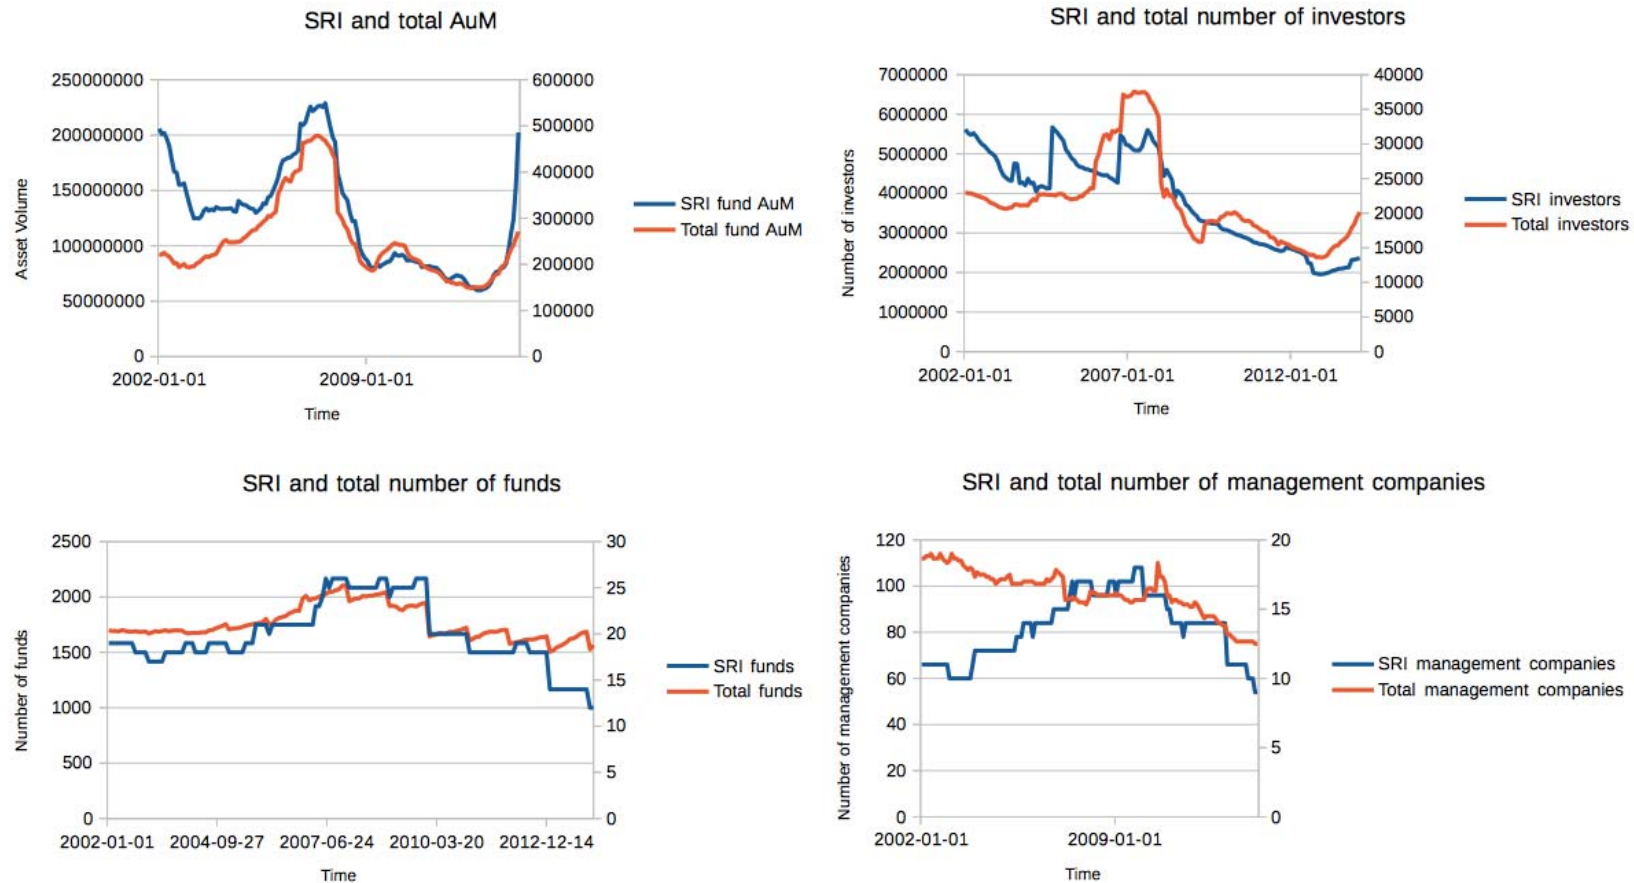 SRI and total AuM
250000000
200000000
150000000
100000000
50000000
0
Asset Volume
600000
500000
400000
300000
200000
100000
0
2002-01-01 2009-01-01
Time
SRI fund AuM
Total fund AuM
SRI and total number of investors
7000000
6000000
5000000
4000000
3000000
2000000
1000000
0
Number of investors
40000
35000
30000
25000
20000
15000
10000
5000
0
2002-01-01 2007-01-01 2012-01-01
Time
SRI investors
Total investors
SRI and total number of funds
2500
2000
1500
1000
500
0
Number of funds
30
25
20
15
10
5
0
2002-01-01 2004-09-27 2007-06-24 2010-03-20 2012-12-14
Time
SRI funds
Total funds
SRI and total number of management companies
120
100
80
60
40
20
0
Number of management companies
20
15
10
5
0
2002-01-01 2009-01-01
Time
SRI management companies
Total management companies